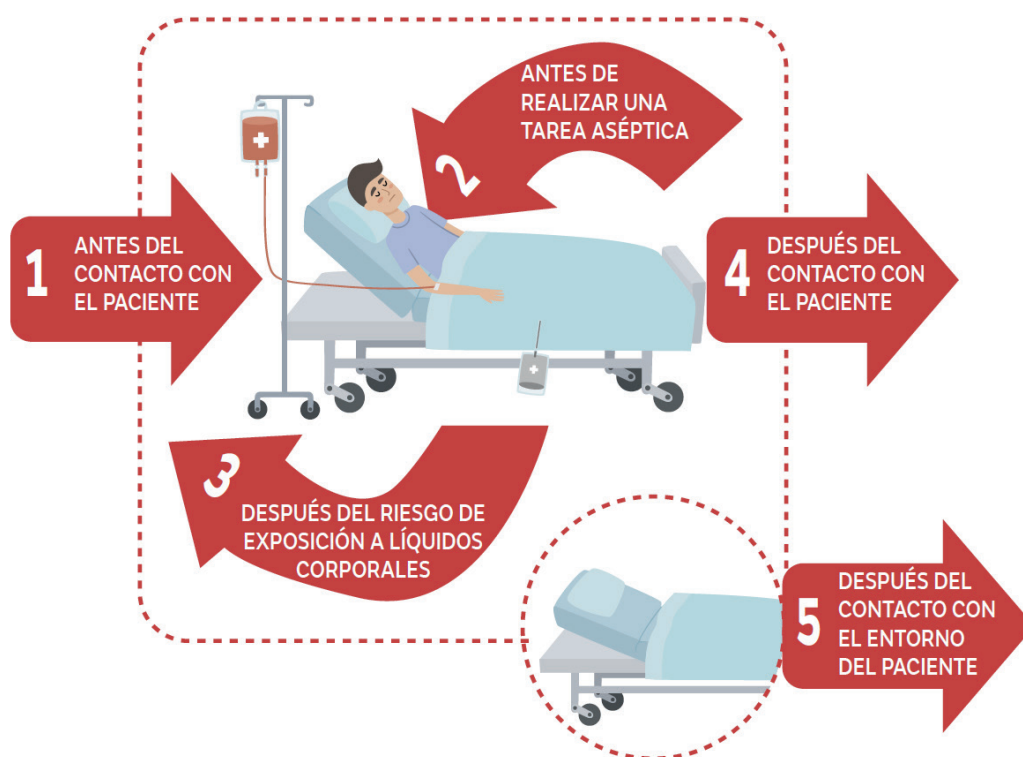 1
ANTES DEL
CONTACTO CON
EL PACIENTE
2
ANTES DE
REALIZAR UNA
TAREA ASÉPTICA
3
DESPUÉS DEL RIESGO DE
EXPOSICIÓN A LÍQUIDOS
CORPORALES
4
DESPUÉS DEL
CONTACTO CON
EL PACIENTE
5
DESPUÉS DEL
CONTACTO CON
EL ENTORNO
DEL PACIENTE